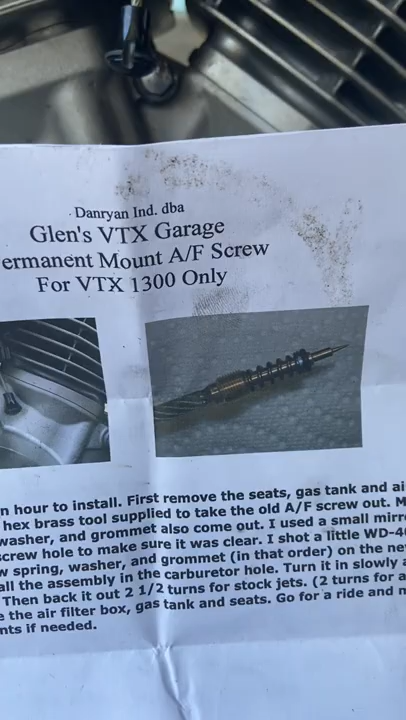 Danryan Ind. dba
Glen's VTX Garage
ermanent Mount A/F Screw
For VTX 1300 Only
n hour to install. First remove the seats, gas tank and ai
hex brass tool supplied to take the old A/F screw out. M
washer, and grommet also come out. I used a small mirr
screw hole to make sure it was clear. I shot a little WD-4
w spring, washer, and grommet (in that order) on the ne
all the assembly in the carburetor hole. Turn it in slowly a
Then back it out 2 1/2 turns for stock jets. (2 turns for a
e the air filter box, gas tank and seats. Go for a ride and m
nts if needed.